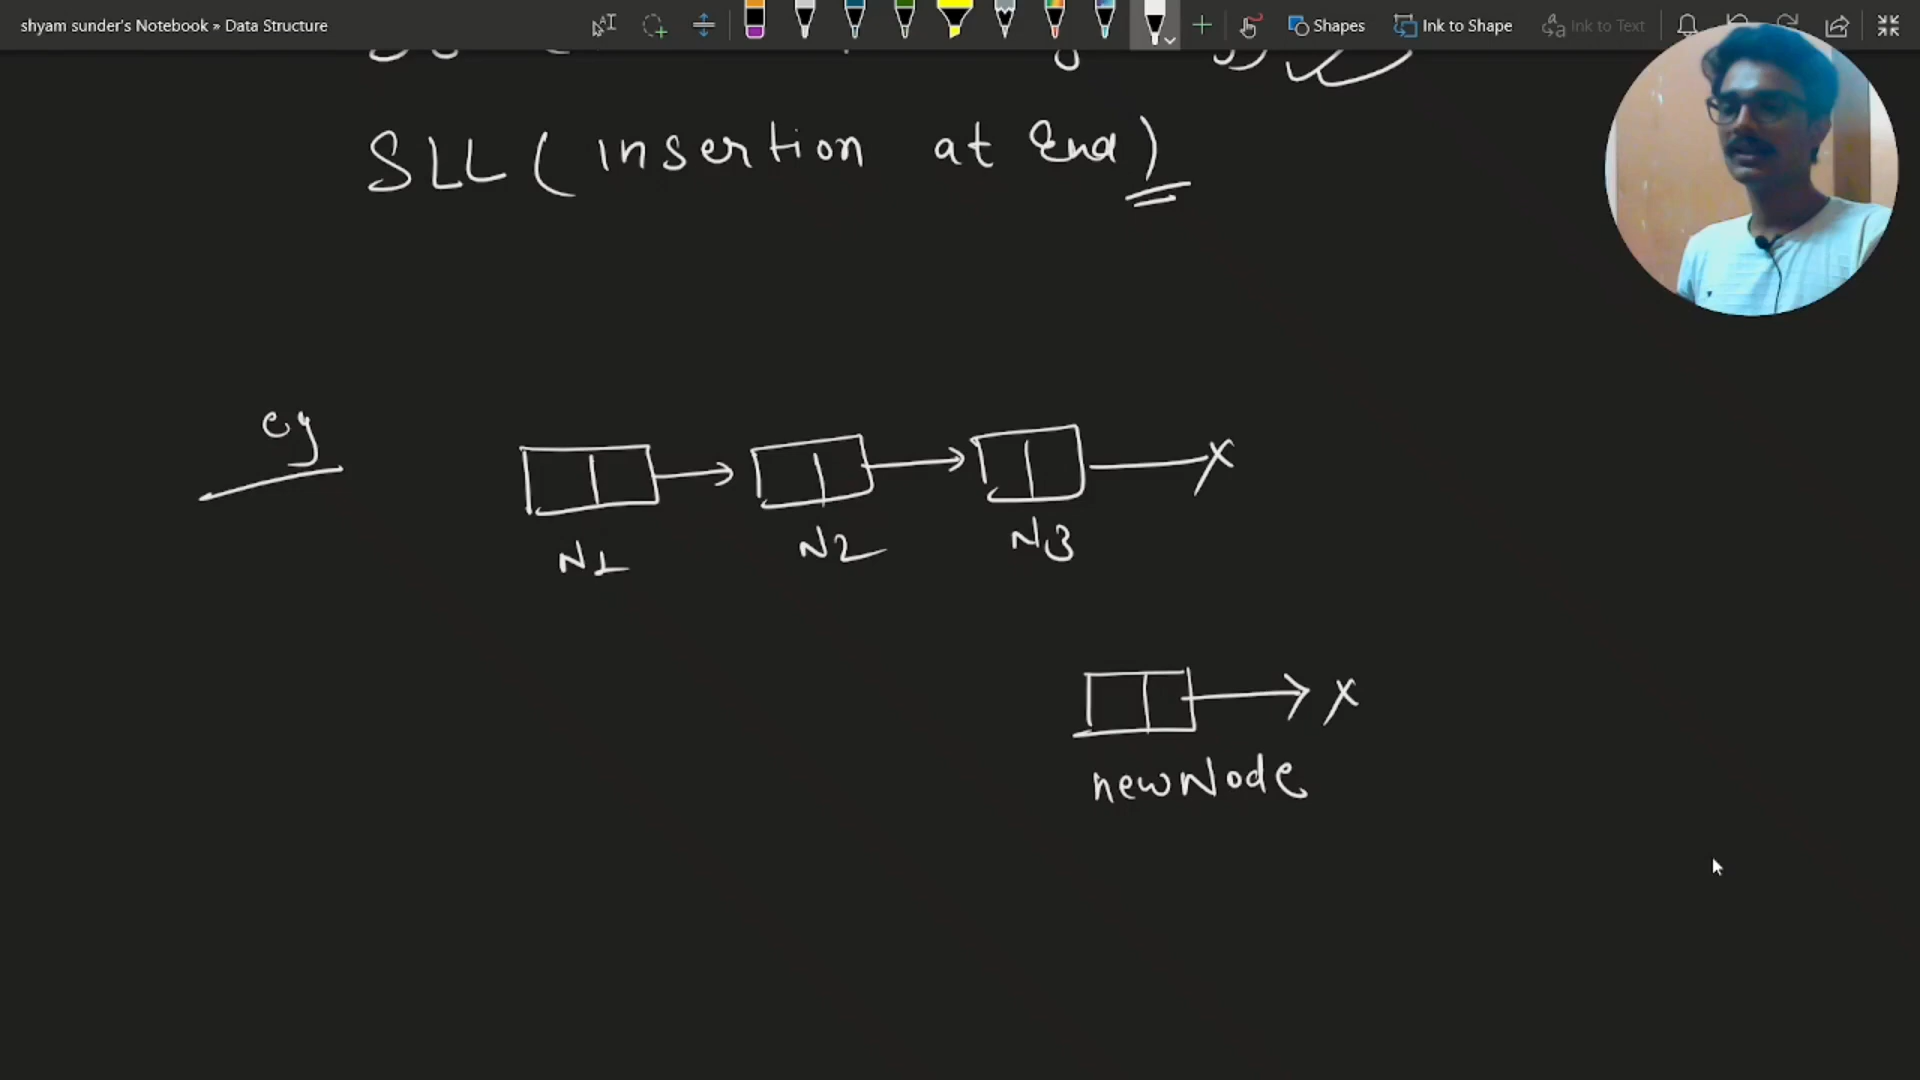 shyam sunder's Notebook » Data Structure
Shapes
Ink to Shape
Ink to Text
SLL (insertion at End)
eg
N1
N2
N3
X
X
newNode